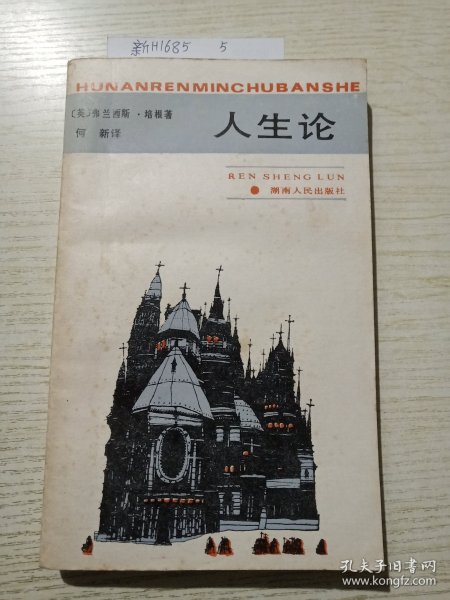 新H1685 5
HUNANRENMINCHUBANSHE
〔英〕弗兰西斯·培根著
何 新译
人生论
REN SHENG LUN
湖南人民出版社
孔夫子旧书网
www.kongfz.com